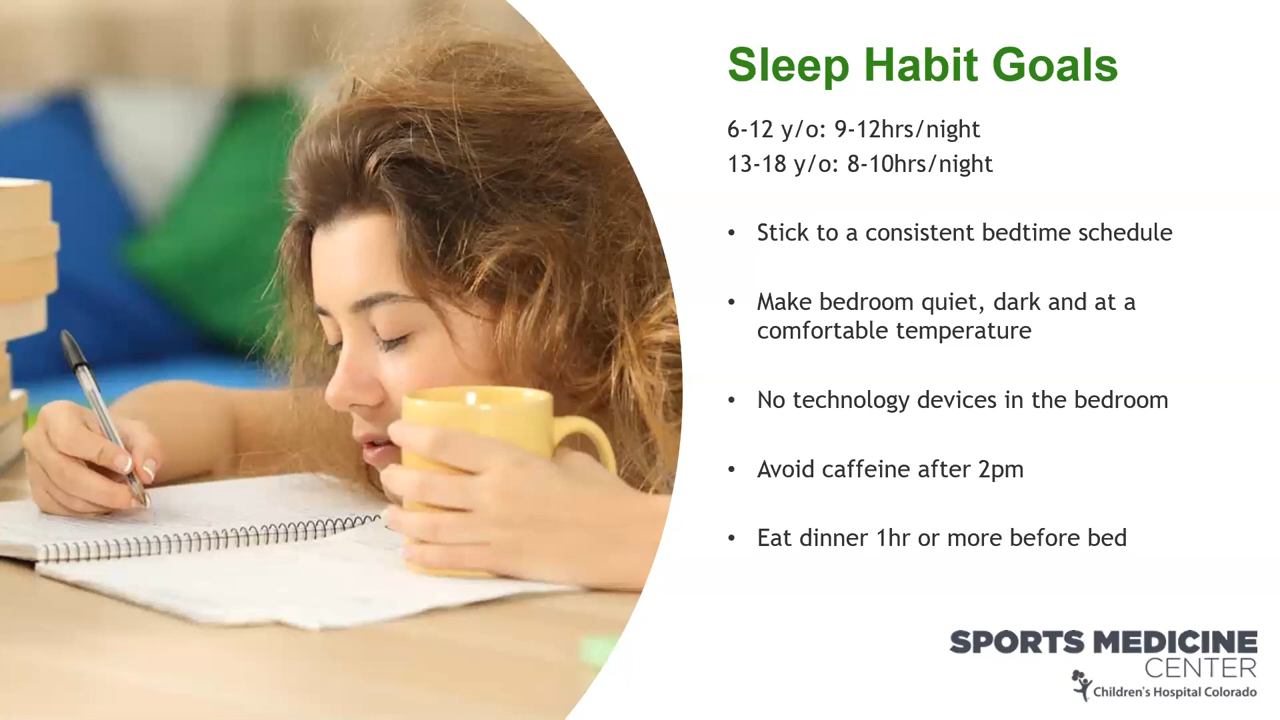 Sleep Habit Goals
6-12 y/o: 9-12hrs/night
13-18 y/o: 8-10hrs/night
• Stick to a consistent bedtime schedule
• Make bedroom quiet, dark and at a
comfortable temperature
• No technology devices in the bedroom
• Avoid caffeine after 2pm
• Eat dinner 1hr or more before bed
SPORTS MEDICINE
CENTER
Children's Hospital Colorado